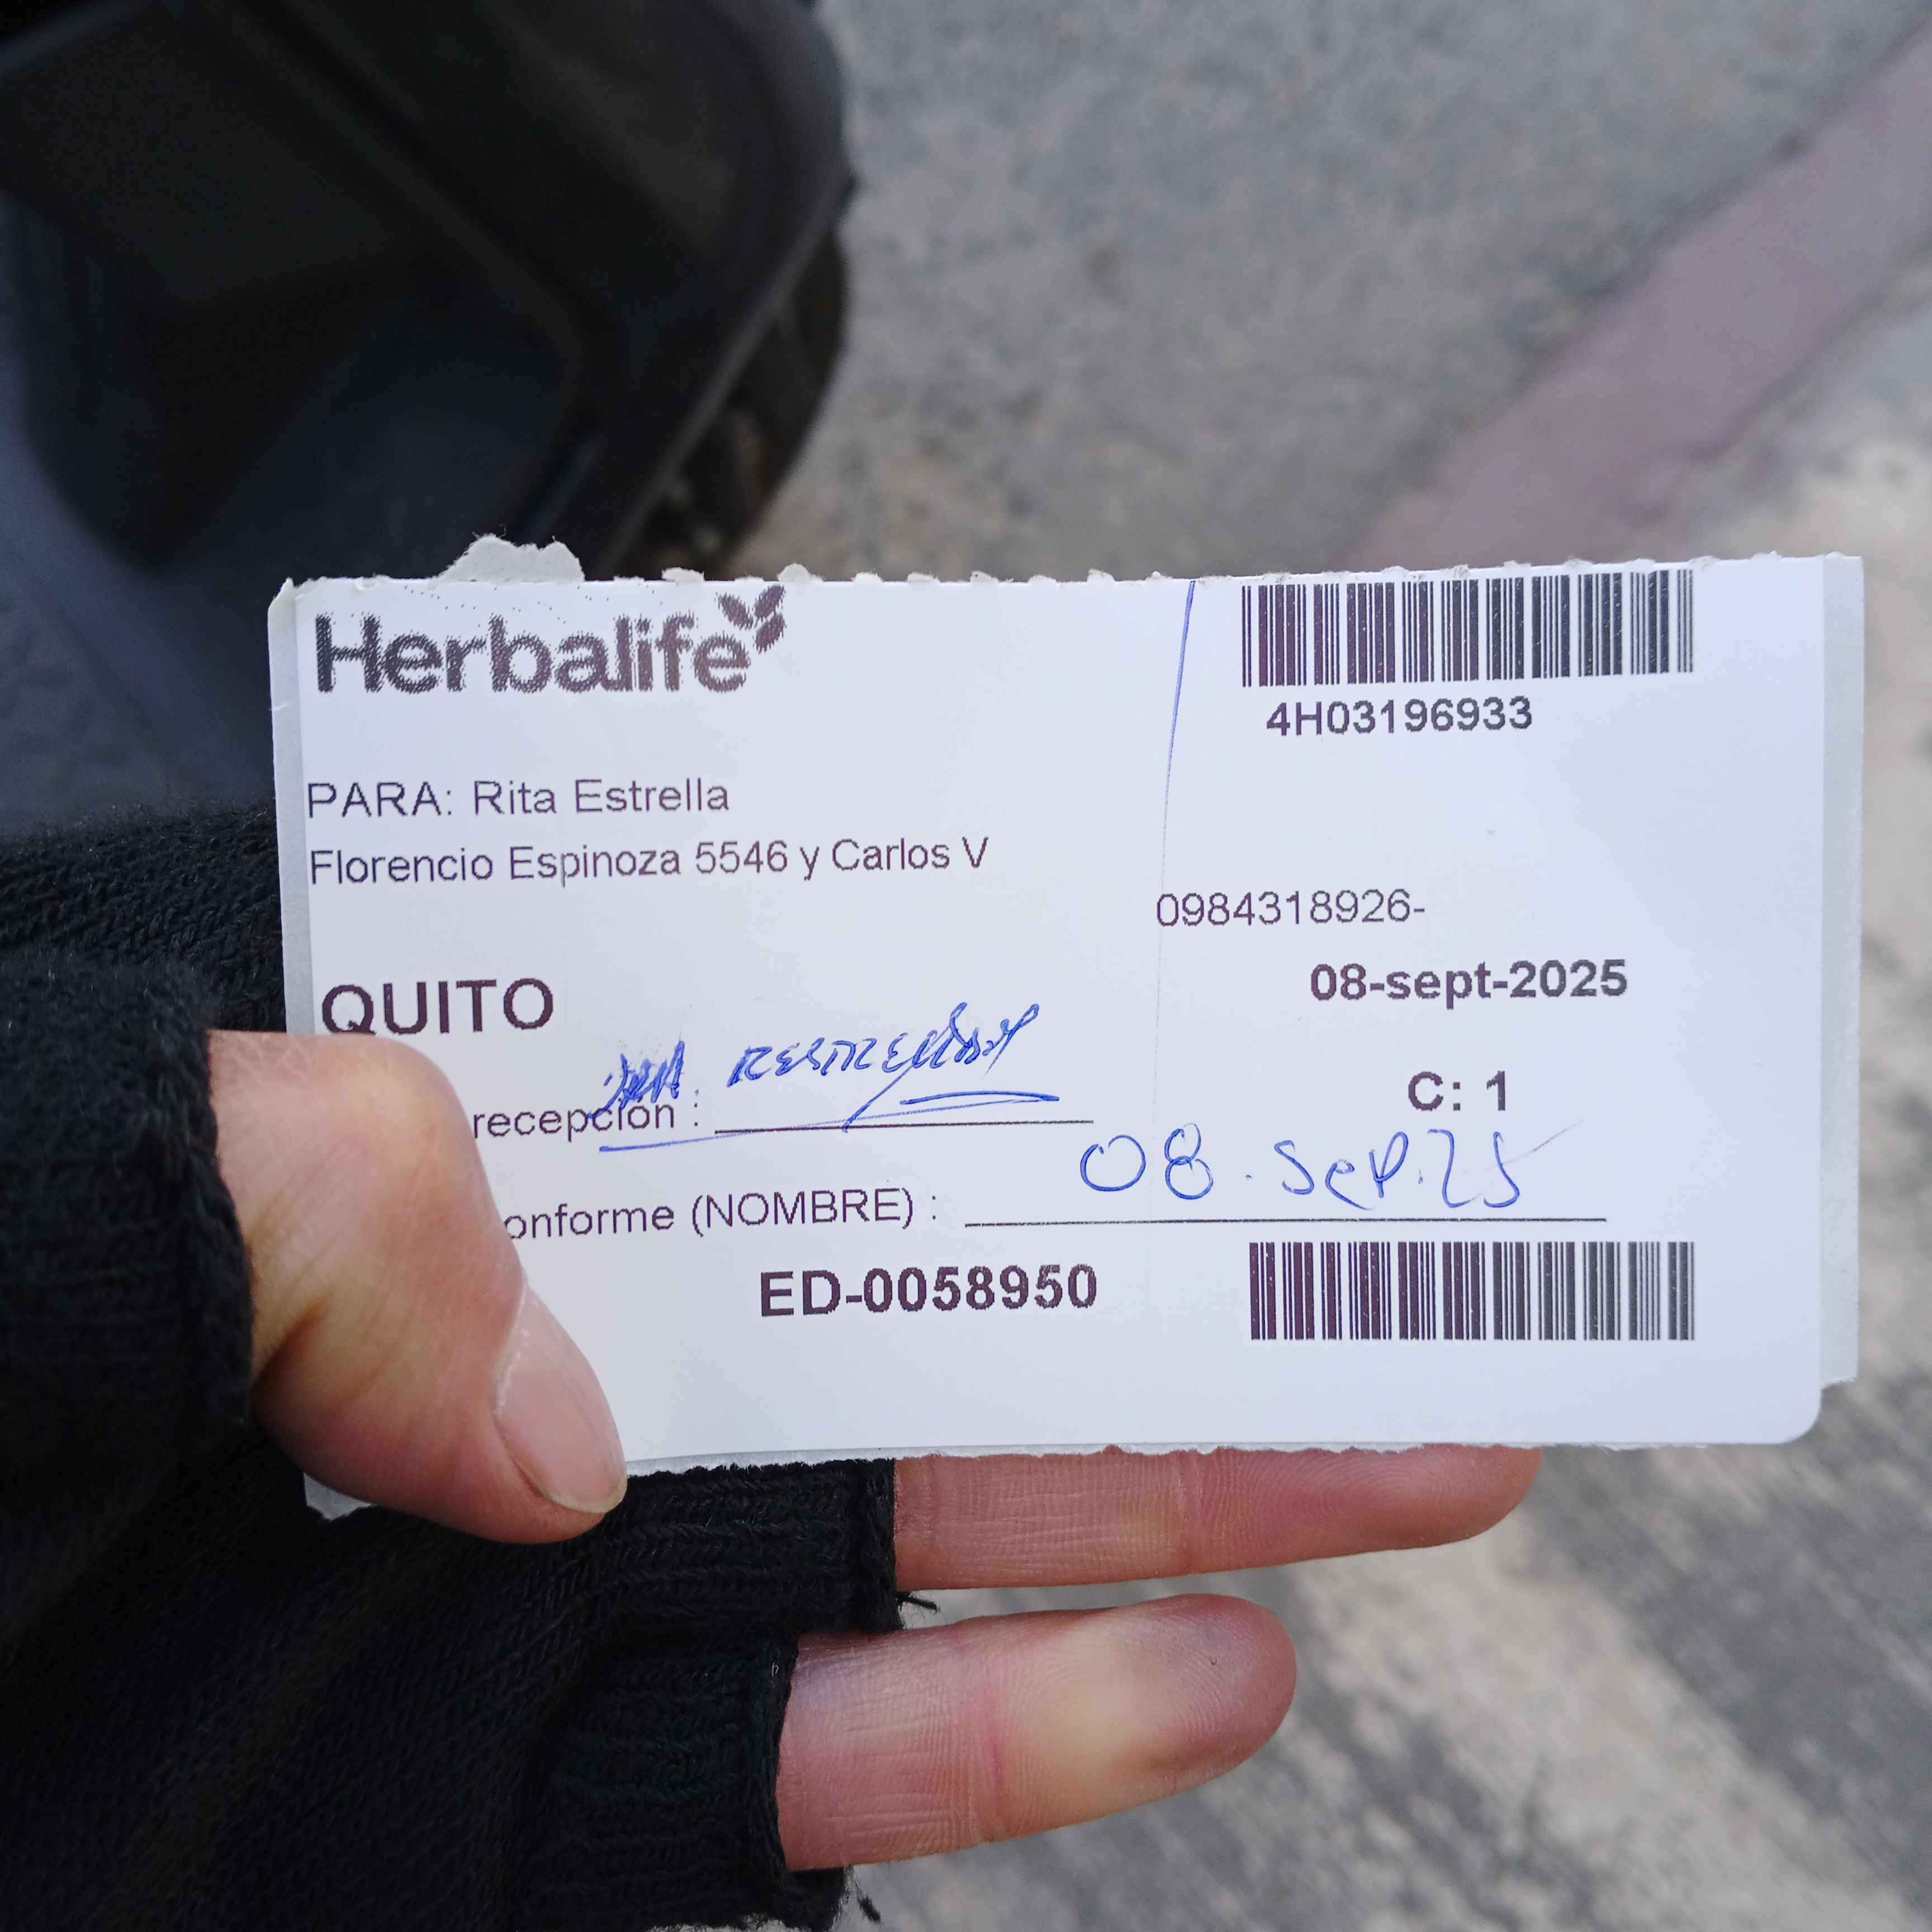 Herbalife
4H03196933
PARA: Rita Estrella
Florencio Espinoza 5546 y Carlos V
0984318926-
08-sept-2025
QUITO
C: 1
recepción :
08. Sep. 25
onforme (NOMBRE) :
ED-0058950